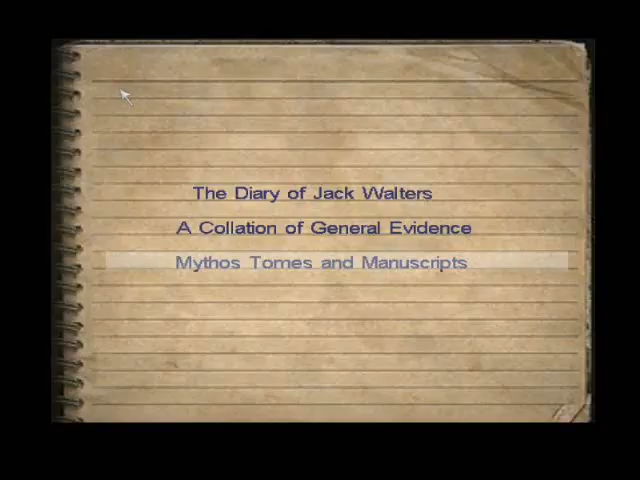 The Diary of Jack Walters
A Collation of General Evidence
Mythos Tomes and Manuscripts